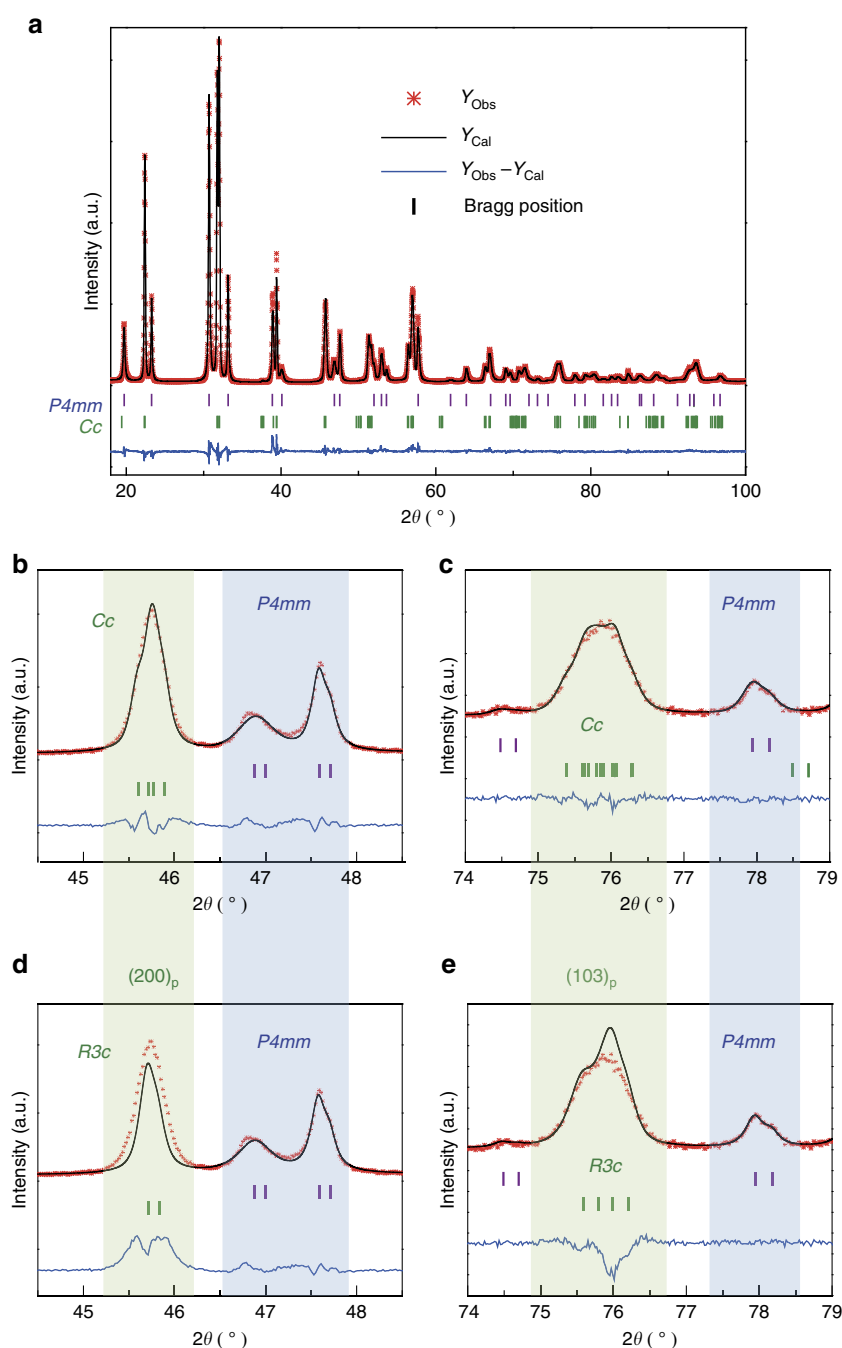 a
Y_Obs
Y_Cal
Y_Obs – Y_Cal
Bragg position
Intensity (a.u.)
P4mm
Cc
20 40 60 80 100
2θ ( ° )
b
Cc
P4mm
Intensity (a.u.)
45 46 47 48
2θ ( ° )
c
P4mm
Cc
Intensity (a.u.)
74 75 76 77 78 79
2θ ( ° )
d
(200)p
R3c
P4mm
Intensity (a.u.)
45 46 47 48
2θ ( ° )
e
(103)p
P4mm
R3c
Intensity (a.u.)
74 75 76 77 78 79
2θ ( ° )